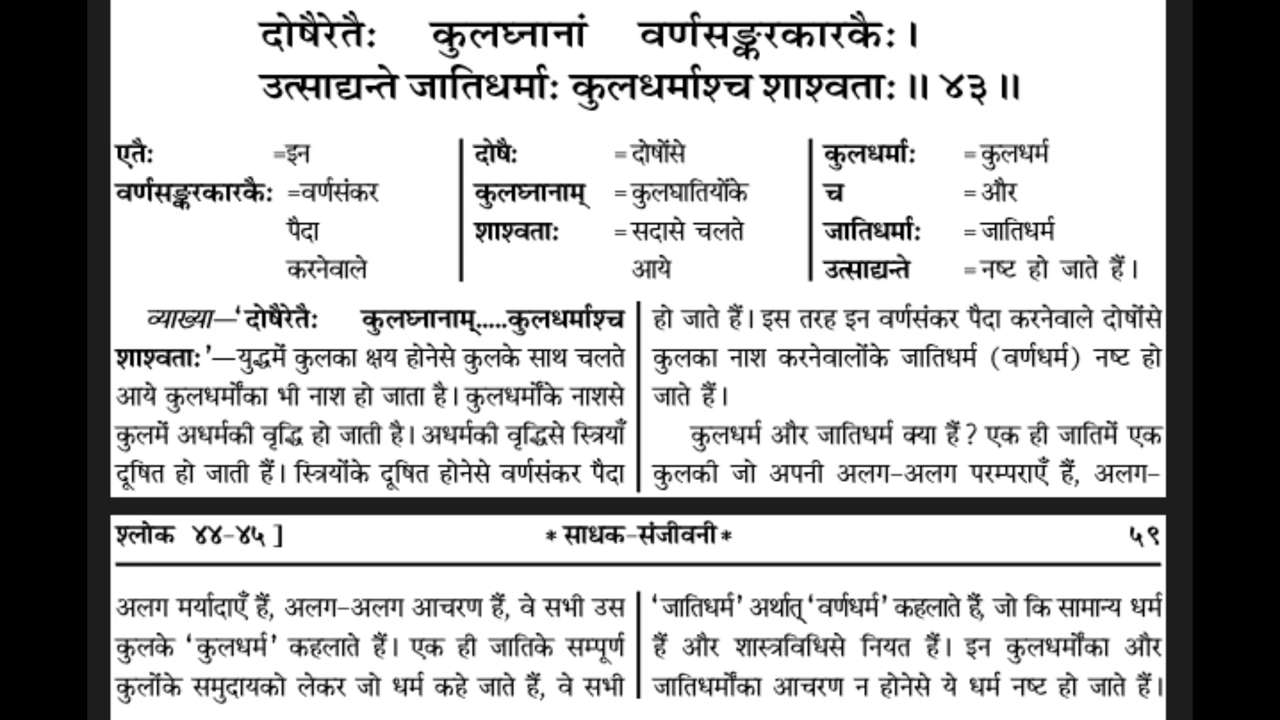 दोषैरेतैः कुलघ्नानां वर्णसङ्करकारकैः।
उत्साद्यन्ते जातिधर्माः कुलधर्माश्च शाश्वताः॥ ४३॥
एतैः =इन
वर्णसङ्करकारकैः =वर्णसंकर
पैदा
करनेवाले
दोषैः =दोषोंसे
कुलघ्नानाम् =कुलघातियोंके
शाश्वताः =सदासे चलते
आये
कुलधर्माः =कुलधर्म
च =और
जातिधर्माः =जातिधर्म
उत्साद्यन्ते =नष्ट हो जाते हैं।
व्याख्या—‘दोषैरेतैः कुलघ्नानाम्.....कुलधर्माश्च
शाश्वताः’—युद्धमें कुलका क्षय होनेसे कुलके साथ चलते
आये कुलधर्मोंका भी नाश हो जाता है। कुलधर्मोंके नाशसे
कुलमें अधर्मकी वृद्धि हो जाती है। अधर्मकी वृद्धिसे स्त्रियाँ
दूषित हो जाती हैं। स्त्रियोंके दूषित होनेसे वर्णसंकर पैदा
हो जाते हैं। इस तरह इन वर्णसंकर पैदा करनेवाले दोषोंसे
कुलका नाश करनेवालोंके जातिधर्म (वर्णधर्म) नष्ट हो
जाते हैं।
कुलधर्म और जातिधर्म क्या हैं? एक ही जातिमें एक
कुलकी जो अपनी अलग-अलग परम्पराएँ हैं, अलग-
श्लोक ४४-४५]
*साधक-संजीवनी*
५९
अलग मर्यादाएँ हैं, अलग-अलग आचरण हैं, वे सभी उस
कुलके ‘कुलधर्म’ कहलाते हैं। एक ही जातिके सम्पूर्ण
कुलोंके समुदायको लेकर जो धर्म कहे जाते हैं, वे सभी
‘जातिधर्म’ अर्थात् ‘वर्णधर्म’ कहलाते हैं, जो कि सामान्य धर्म
हैं और शास्त्रविधिसे नियत हैं। इन कुलधर्मोंका और
जातिधर्मोंका आचरण न होनेसे ये धर्म नष्ट हो जाते हैं।